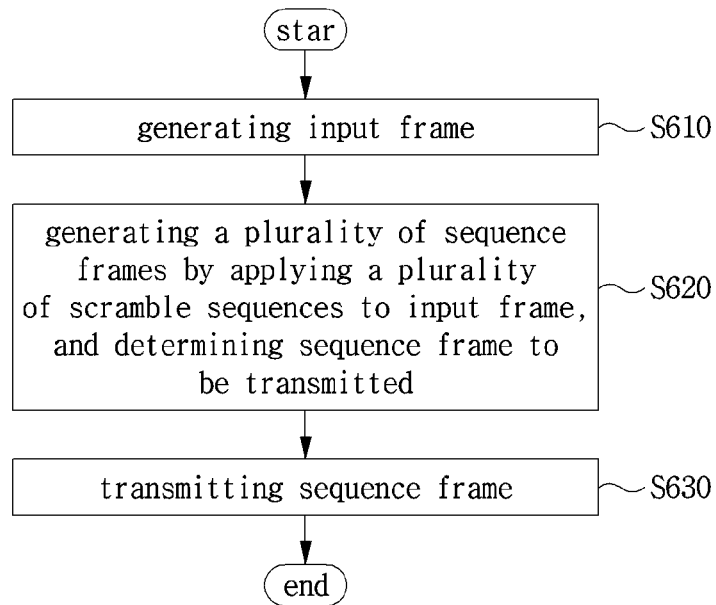 star
generating input frame
S610
generating a plurality of sequence
frames by applying a plurality
of scramble sequences to input frame,
and determining sequence frame to
be transmitted
S620
transmitting sequence frame
S630
end